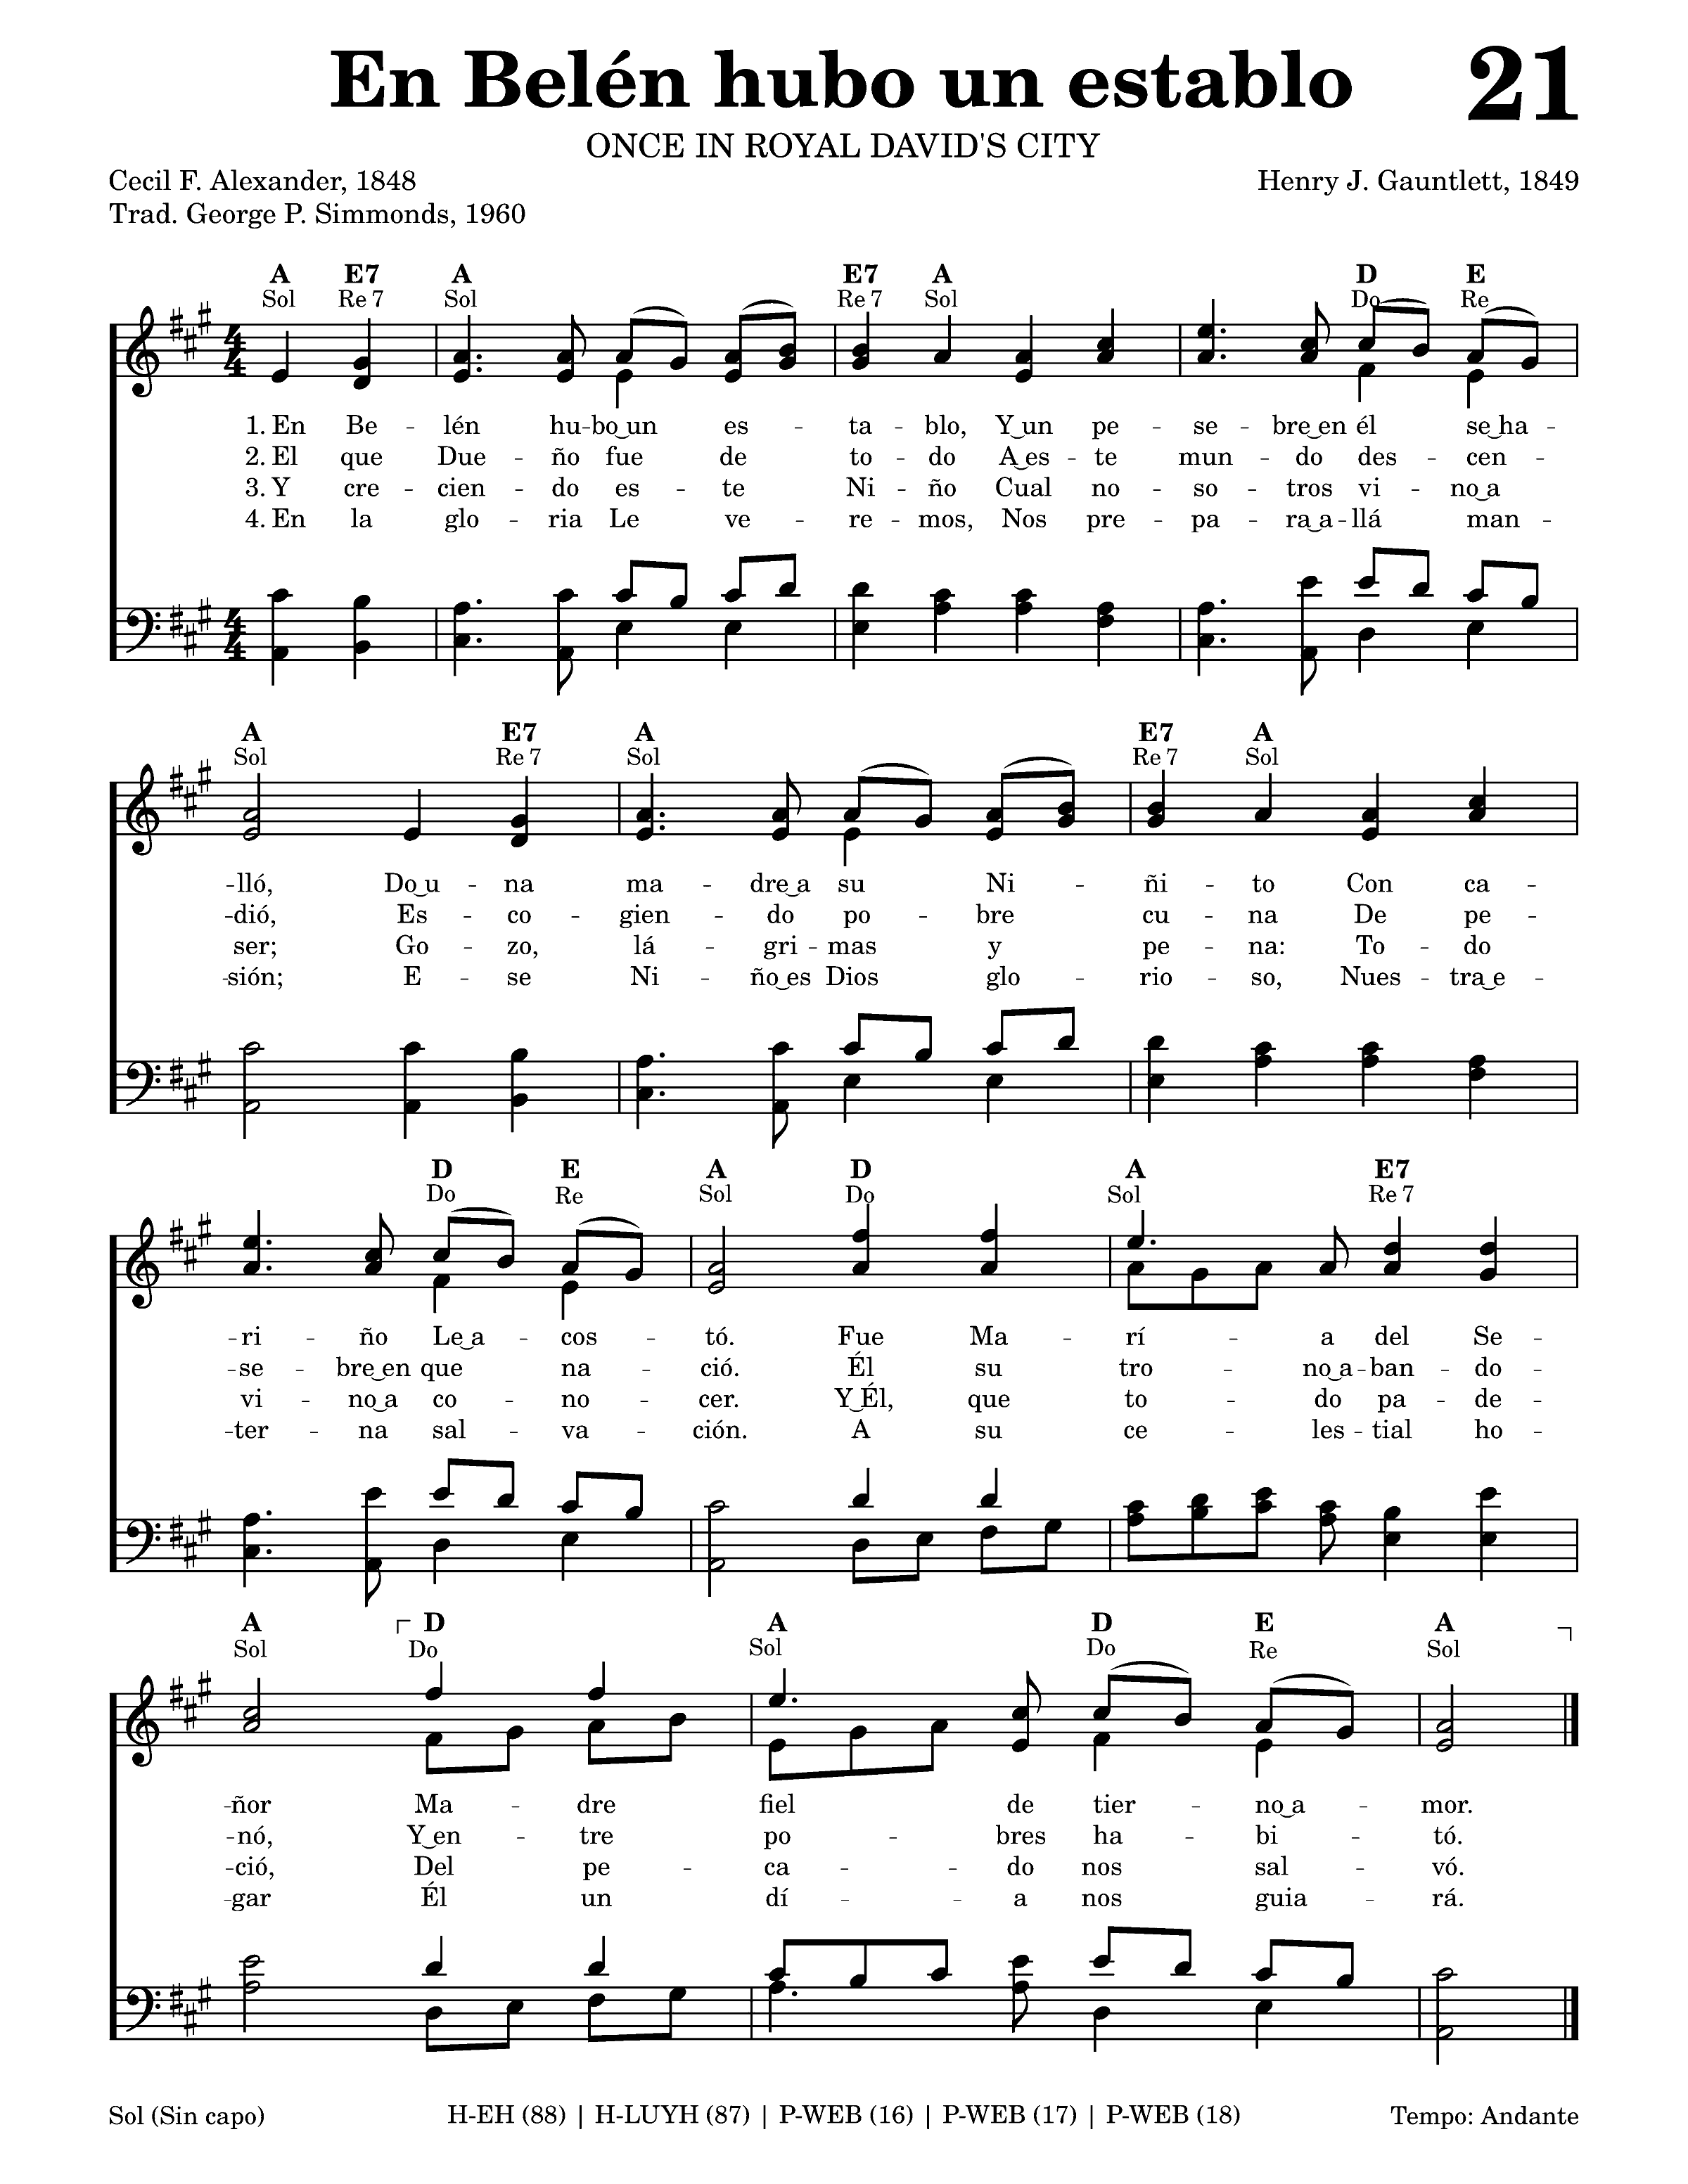 En Belén hubo un establo 21
ONCE IN ROYAL DAVID'S CITY
Cecil F. Alexander, 1848 Henry J. Gauntlett, 1849
Trad. George P. Simmonds, 1960
A E7 A E7 A D E
Sol Re 7 Sol Re 7 Sol Do Re
4 4
1. En Be - lén hu - bo‿un es - ta - blo, Y‿un pe - se - bre‿en él se‿ha -
2. El que Due - ño fue de to - do A‿es - te mun - do des - cen -
3. Y cre - cien - do es - te Ni - ño Cual no - so - tros vi - no‿a
4. En la glo - ria Le ve - re - mos, Nos pre - pa - ra‿a - llá man -
4 4
A E7 A E7 A
Sol Re 7 Sol Re 7 Sol
- lló, Do‿u - na ma - dre‿a su Ni - ñi - to Con ca -
- dió, Es - co - gien - do po - bre cu - na De pe -
ser; Go - zo, lá - gri - mas y pe - na: To - do
- sión; E - se Ni - ño‿es Dios glo - rio - so, Nues - tra‿e -
D E A D A E7
Do Re Sol Do Sol Re 7
- ri - ño Le‿a - cos - tó. Fue Ma - rí - a del Se -
- se - bre‿en que na - ció. Él su tro - no‿a - ban - do -
vi - no‿a co - no - cer. Y‿Él, que to - do pa - de -
- ter - na sal - va - ción. A su ce - les - tial ho -
A D A D E A
Sol Do Sol Do Re Sol
- ñor Ma - dre fiel de tier - no‿a - mor.
- nó, Y‿en - tre po - bres ha - bi - tó.
- ció, Del pe - ca - do nos sal - vó.
- gar Él un dí - a nos guia - rá.
Sol (Sin capo) H-EH (88) | H-LUYH (87) | P-WEB (16) | P-WEB (17) | P-WEB (18) Tempo: Andante